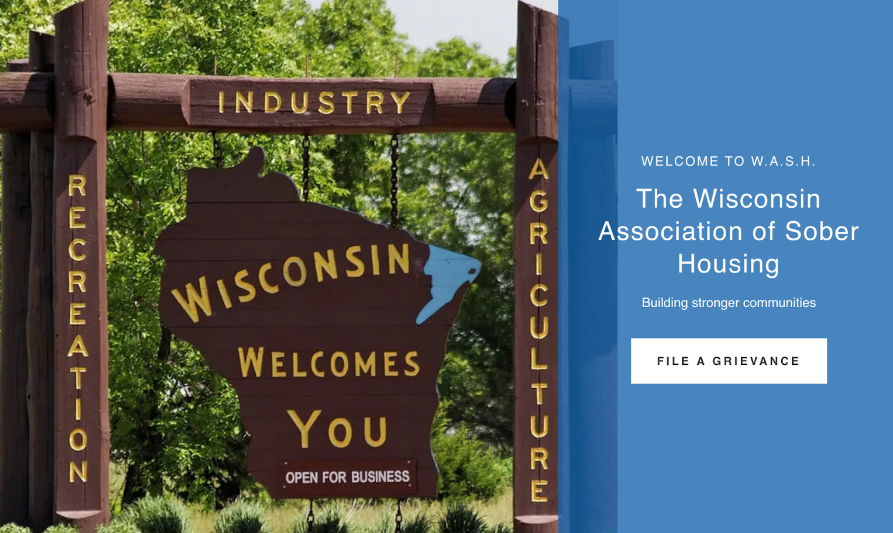 INDUSTRY
RECREATION
AGRICULTURE
WISCONSIN
WELCOMES
YOU
OPEN FOR BUSINESS
WELCOME TO W.A.S.H.
The Wisconsin
Association of Sober
Housing
Building stronger communities
FILE A GRIEVANCE